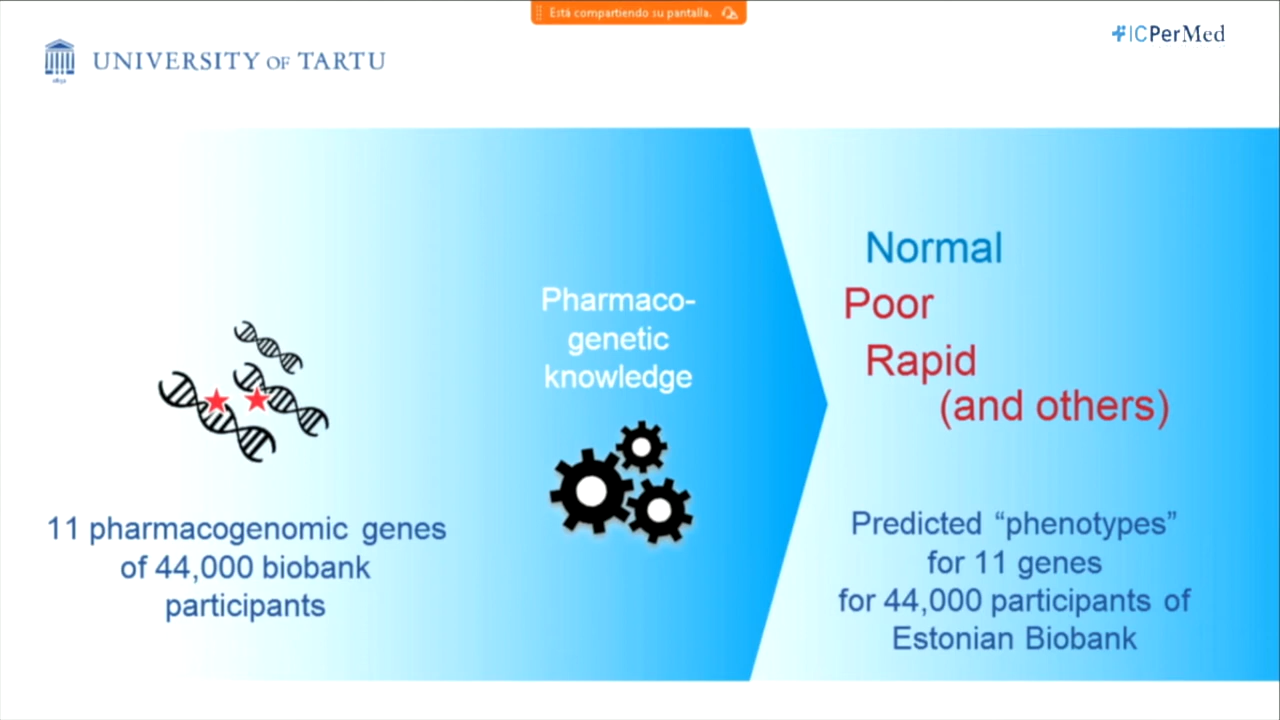 Está compartiendo su pantalla.
UNIVERSITY OF TARTU
ICPerMed
Pharmaco-
genetic
knowledge
11 pharmacogenomic genes
of 44,000 biobank
participants
Normal
Poor
Rapid
(and others)
Predicted “phenotypes”
for 11 genes
for 44,000 participants of
Estonian Biobank